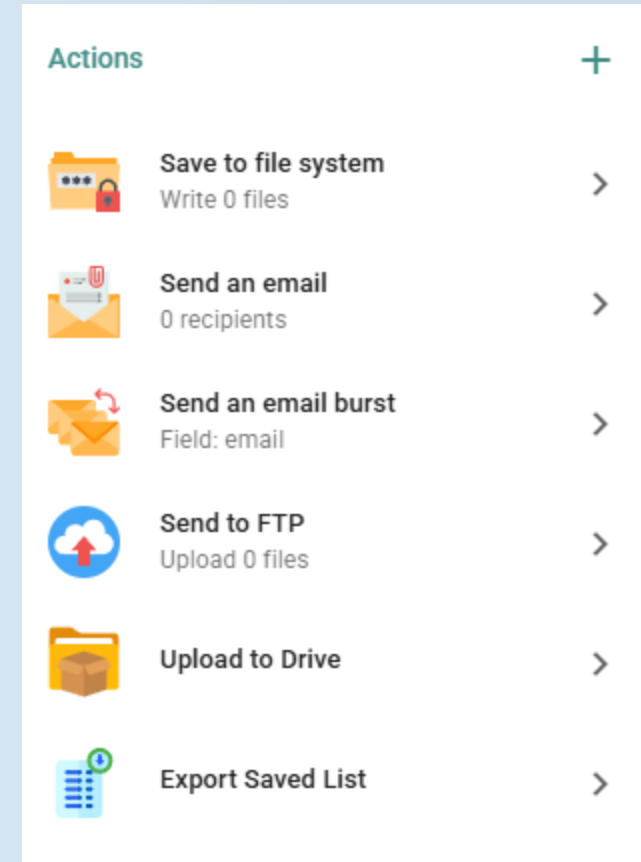 Actions
Save to file system
Write 0 files
Send an email
0 recipients
Send an email burst
Field: email
Send to FTP
Upload 0 files
Upload to Drive
Export Saved List